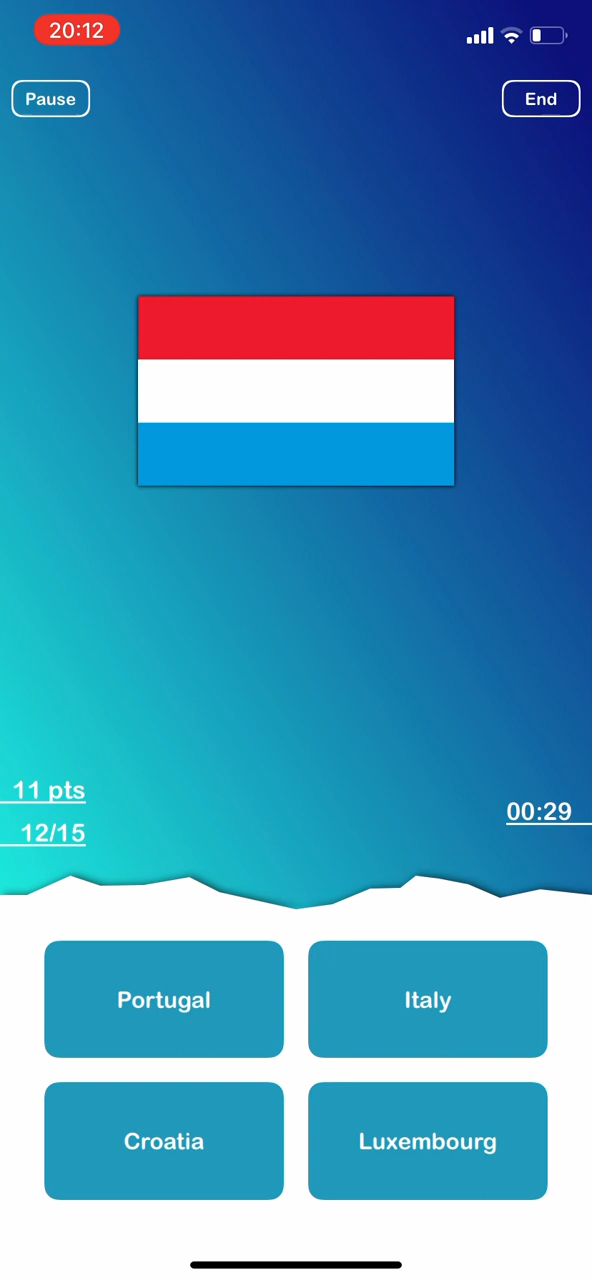 20:12
Pause
End
11 pts
12/15
00:29
Portugal
Italy
Croatia
Luxembourg